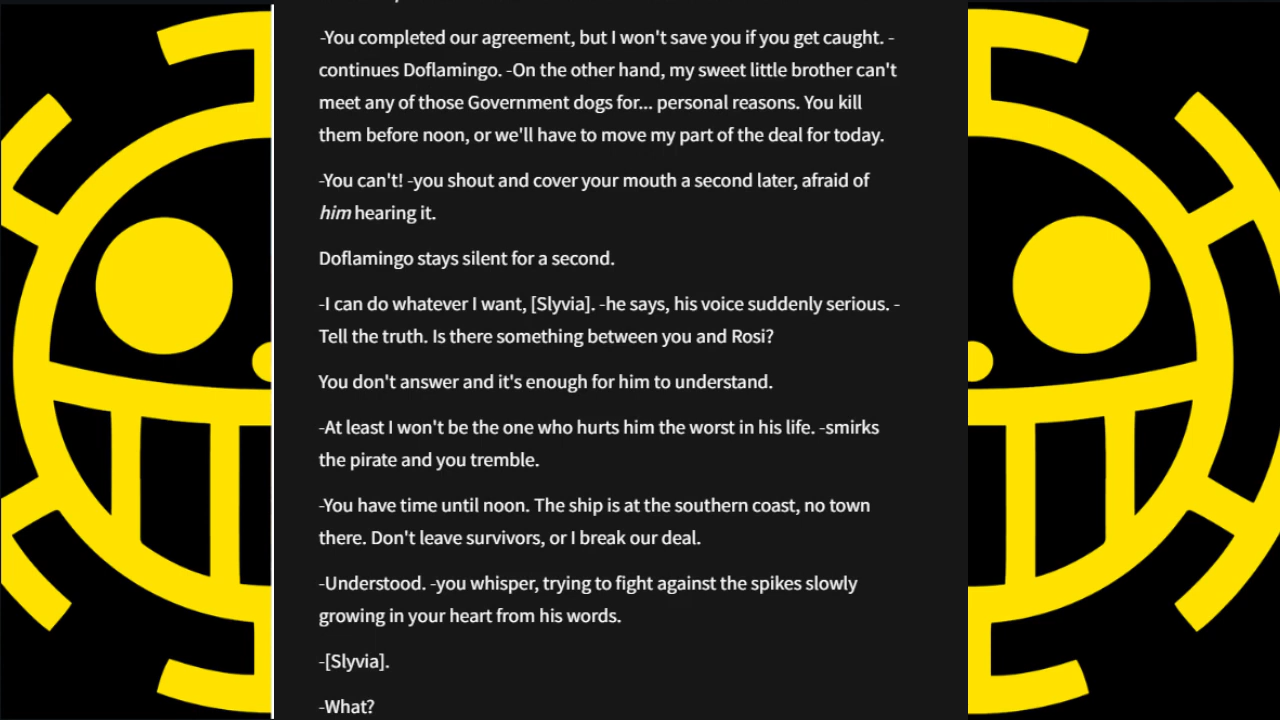 -You completed our agreement, but I won't save you if you get caught. -
continues Doflamingo. -On the other hand, my sweet little brother can't
meet any of those Government dogs for... personal reasons. You kill
them before noon, or we'll have to move my part of the deal for today.
-You can't! -you shout and cover your mouth a second later, afraid of
him hearing it.
Doflamingo stays silent for a second.
-I can do whatever I want, [Slyvia]. -he says, his voice suddenly serious. -
Tell the truth. Is there something between you and Rosi?
You don't answer and it's enough for him to understand.
-At least I won't be the one who hurts him the worst in his life. -smirks
the pirate and you tremble.
-You have time until noon. The ship is at the southern coast, no town
there. Don't leave survivors, or I break our deal.
-Understood. -you whisper, trying to fight against the spikes slowly
growing in your heart from his words.
-[Slyvia].
-What?